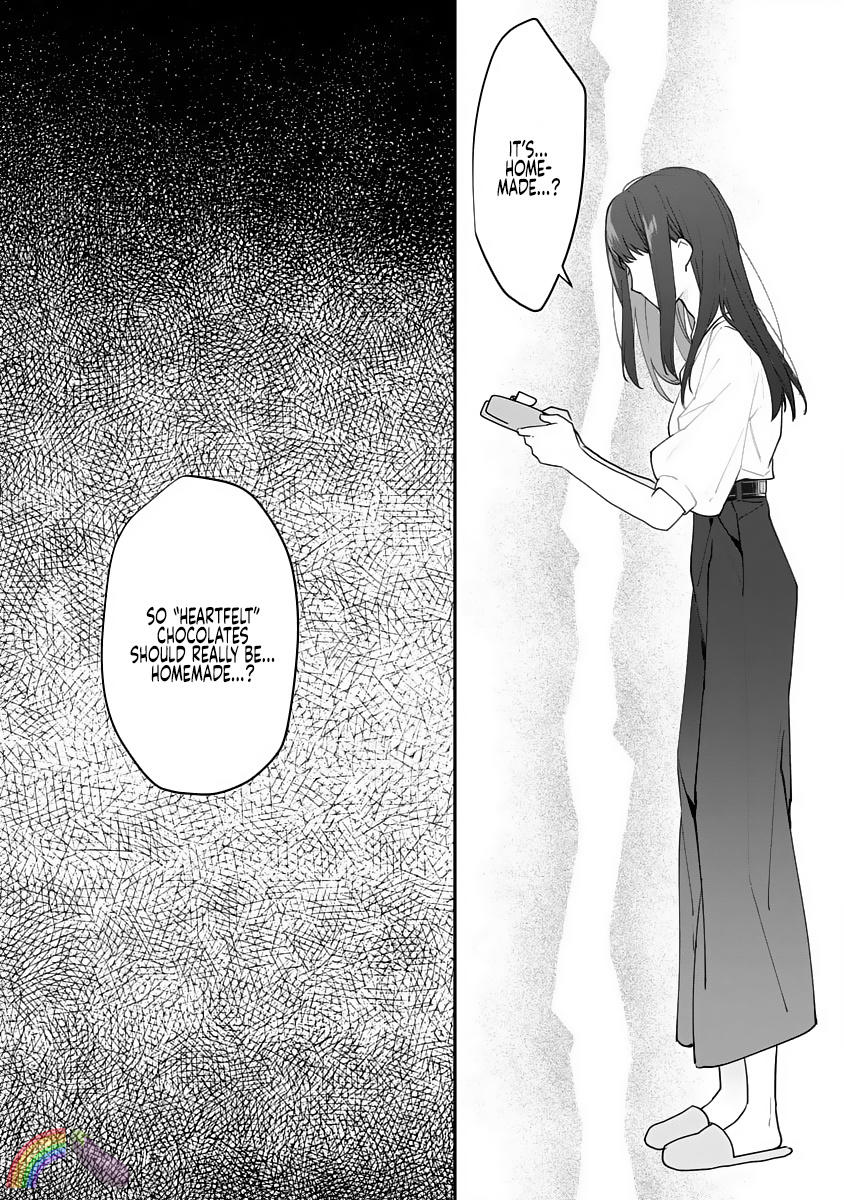 IT'S...
HOME-
MADE...?
SO "HEARTFELT"
CHOCOLATES
SHOULD REALLY BE...
HOMEMADE...?